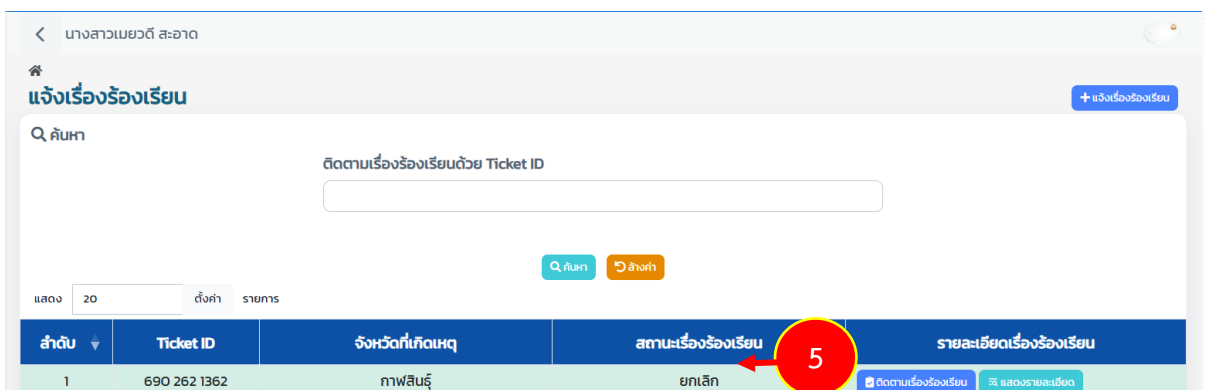 นางสาวเมยวดี สะอาด
แจ้งเรื่องร้องเรียน
+ แจ้งเรื่องร้องเรียน
ค้นหา
ติดตามเรื่องร้องเรียนด้วย Ticket ID
ค้นหา ล้างค่า
แสดง 20 ตั้งค่า รายการ
ลำดับ Ticket ID จังหวัดที่เกิดเหตุ สถานะเรื่องร้องเรียน รายละเอียดเรื่องร้องเรียน
5
1 690 262 1362 กาฬสินธุ์ ยกเลิก ติดตามเรื่องร้องเรียน แสดงรายละเอียด